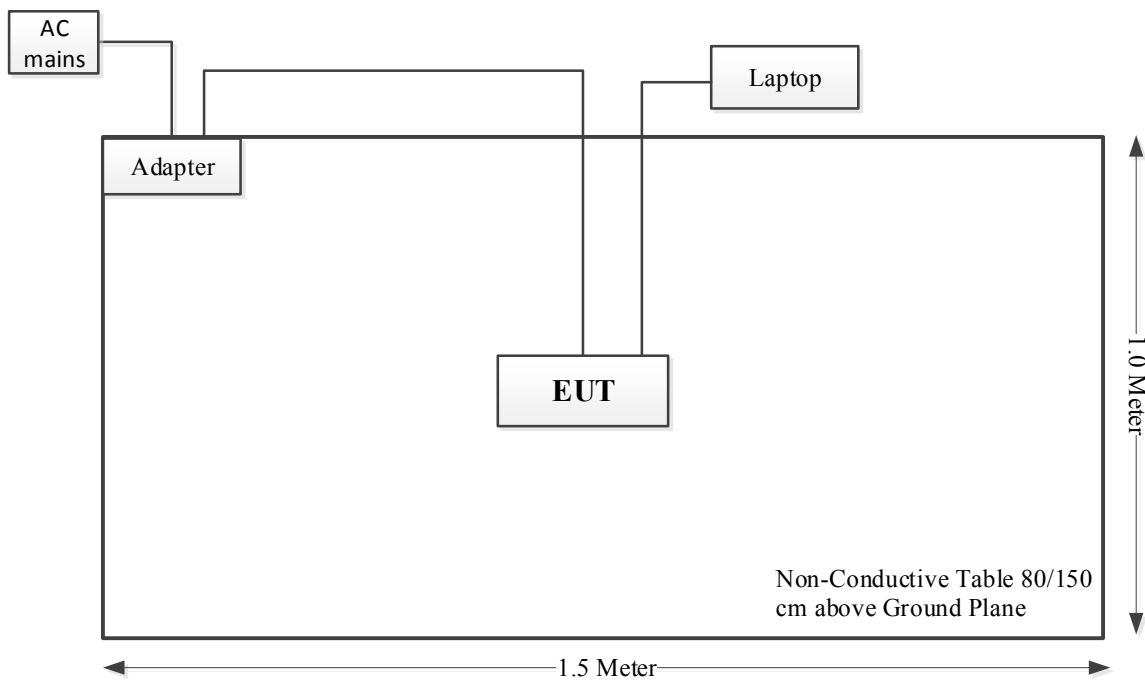 AC
mains
Laptop
Adapter
EUT
1.0 Meter
Non-Conductive Table 80/150
cm above Ground Plane
1.5 Meter